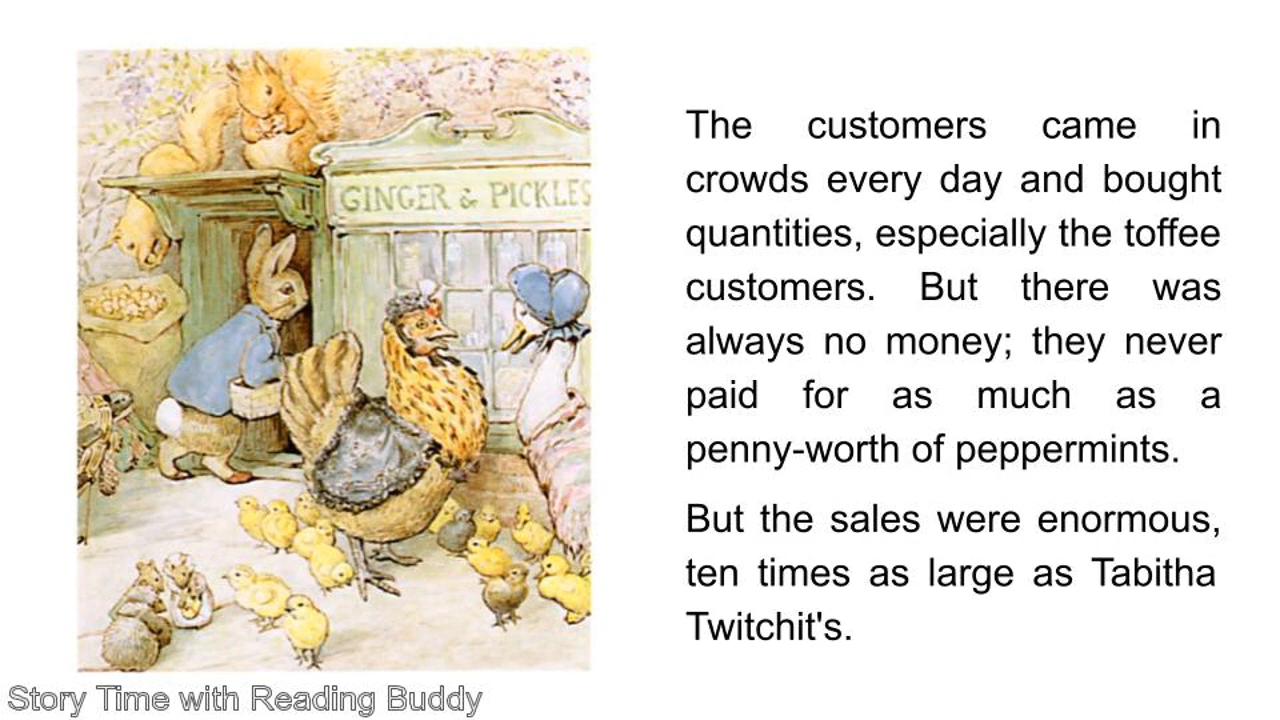 GINGER & PICKLES
The customers came in
crowds every day and bought
quantities, especially the toffee
customers. But there was
always no money; they never
paid for as much as a
penny-worth of peppermints.
But the sales were enormous,
ten times as large as Tabitha
Twitchit's.
Story Time with Reading Buddy